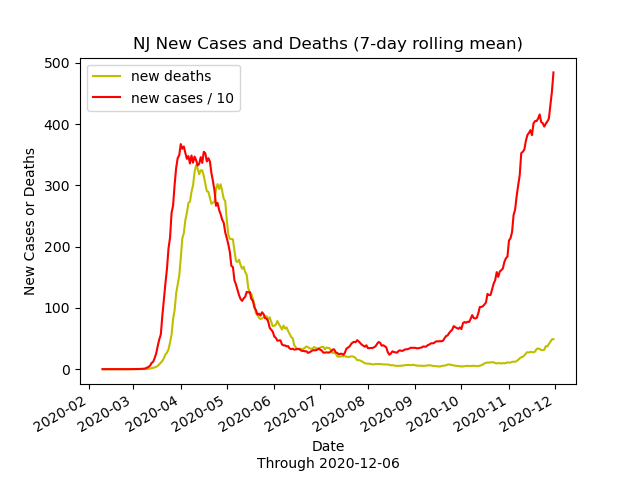 NJ New Cases and Deaths (7-day rolling mean)
new deaths
new cases / 10
500
400
300
200
100
0
New Cases or Deaths
2020-02
2020-03
2020-04
2020-05
2020-06
2020-07
2020-08
2020-09
2020-10
2020-11
2020-12
Date
Through 2020-12-06